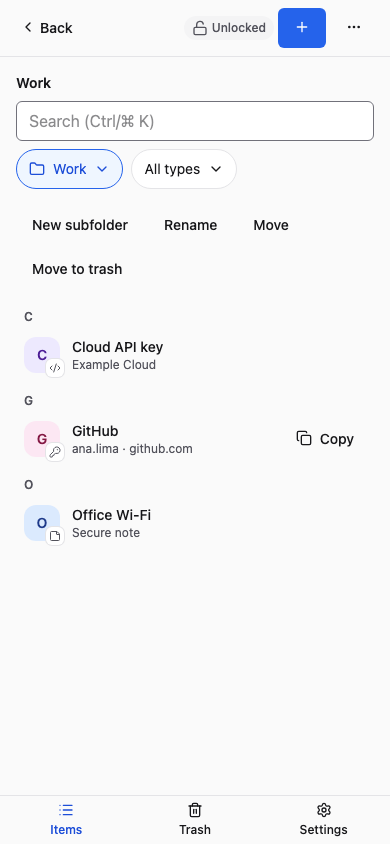 Back
Unlocked
Work
Search (Ctrl/⌘ K)
Work
All types
New subfolder
Rename
Move
Move to trash
C
C
Cloud API key
Example Cloud
G
G
GitHub
ana.lima · github.com
Copy
O
O
Office Wi-Fi
Secure note
Items
Trash
Settings